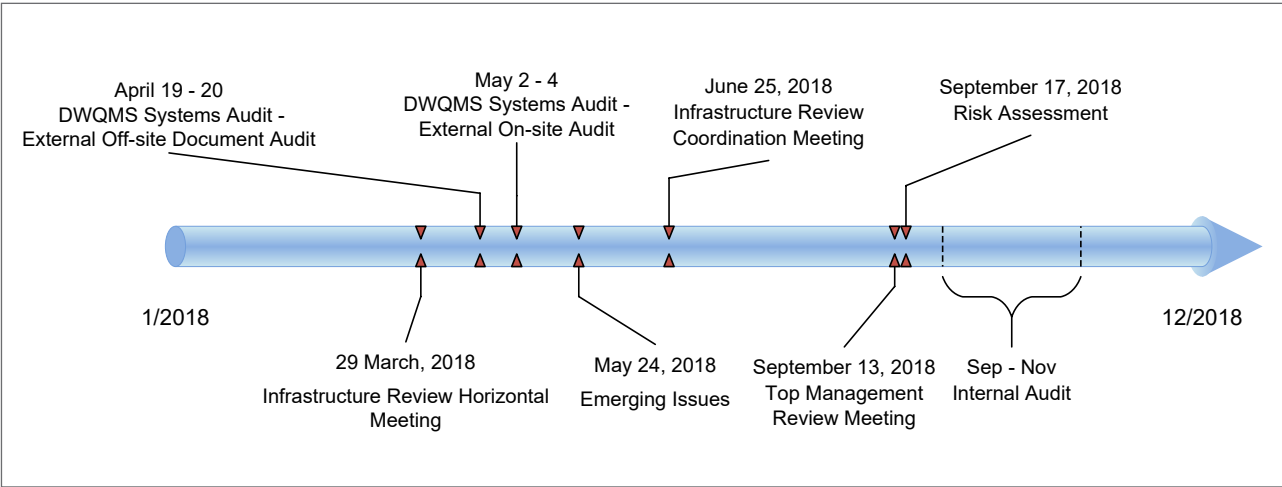 April 19 - 20
DWQMS Systems Audit -
External Off-site Document Audit
May 2 - 4
DWQMS Systems Audit -
External On-site Audit
June 25, 2018
Infrastructure Review
Coordination Meeting
September 17, 2018
Risk Assessment
1/2018
12/2018
29 March, 2018
Infrastructure Review Horizontal
Meeting
May 24, 2018
Emerging Issues
September 13, 2018
Top Management
Review Meeting
Sep - Nov
Internal Audit